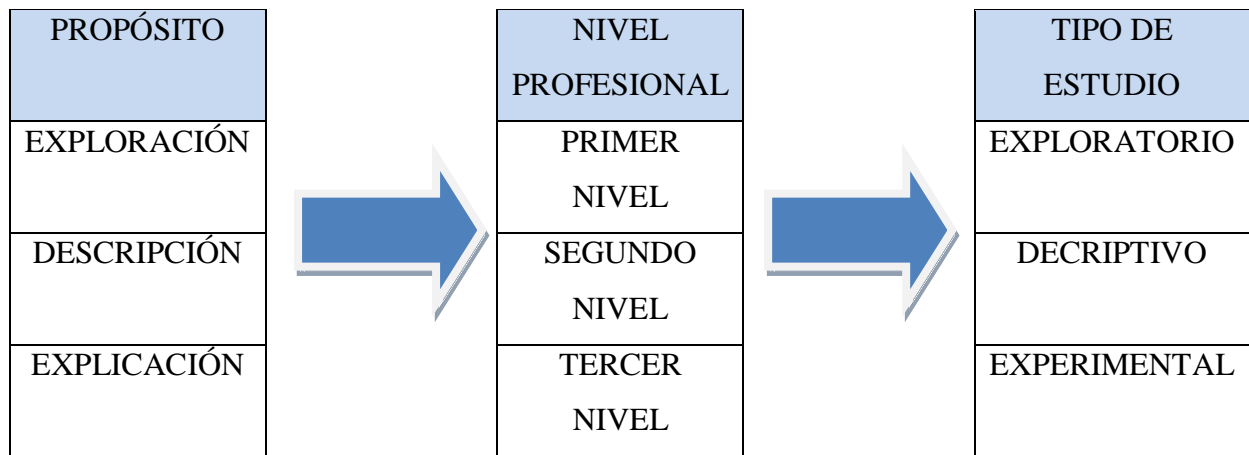 PROPÓSITO
NIVEL
PROFESIONAL
TIPO DE
ESTUDIO
EXPLORACIÓN
PRIMER
NIVEL
EXPLORATORIO
DESCRIPCIÓN
SEGUNDO
NIVEL
DECRIPTIVO
EXPLICACIÓN
TERCER
NIVEL
EXPERIMENTAL